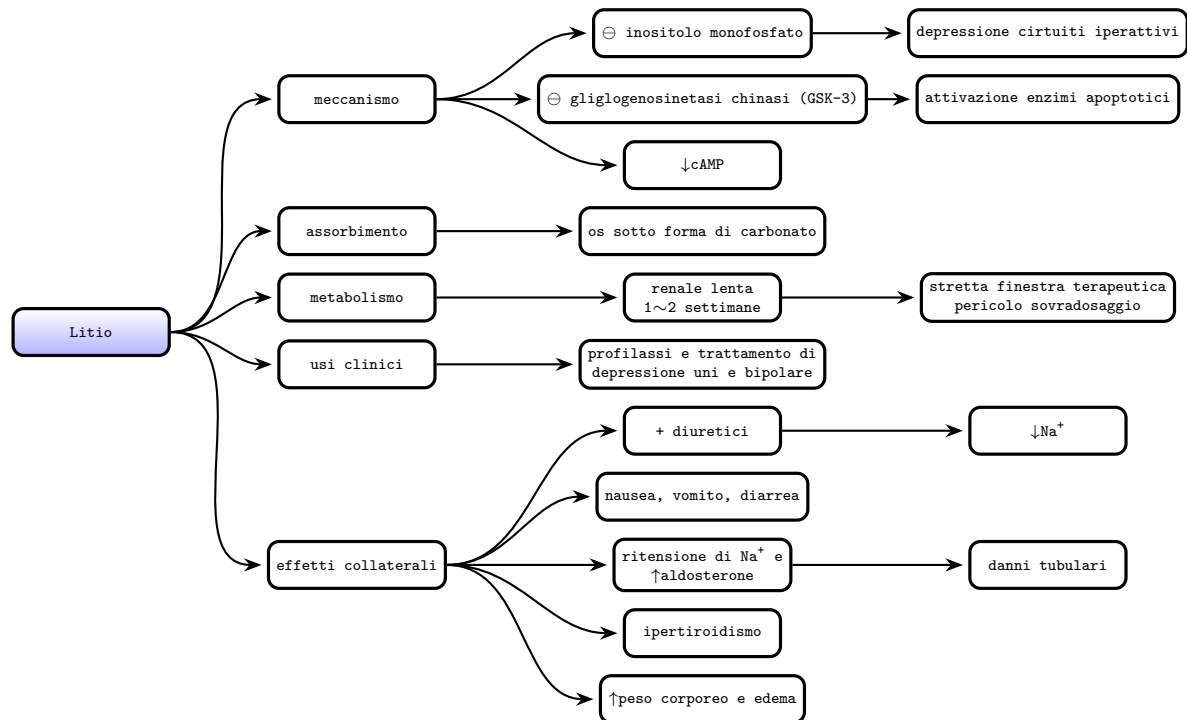 ⊖ inositolo monofosfato
depressione cirtuiti iperattivi
meccanismo
⊖ gliglogenosinetasi chinasi (GSK-3)
attivazione enzimi apoptotici
↓cAMP
assorbimento
os sotto forma di carbonato
metabolismo
renale lenta
1∼2 settimane
stretta finestra terapeutica
pericolo sovradosaggio
Litio
usi clinici
profilassi e trattamento di
depressione uni e bipolare
+ diuretici
↓Na⁺
nausea, vomito, diarrea
effetti collaterali
ritensione di Na⁺ e
↑aldosterone
danni tubulari
ipertiroidismo
↑peso corporeo e edema